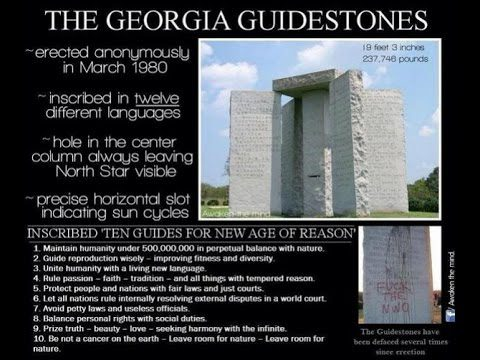 THE GEORGIA GUIDESTONES
~erected anonymously
in March 1980
~inscribed in twelve
different languages
~hole in the center
column always leaving
North Star visible
~precise horizontal slot
indicating sun cycles
19 feet 3 inches
237,746 pounds
Awaken the mind.
INSCRIBED 'TEN GUIDES FOR NEW AGE OF REASON'
1. Maintain humanity under 500,000,000 in perpetual balance with nature.
2. Guide reproduction wisely – improving fitness and diversity.
3. Unite humanity with a living new language.
4. Rule passion – faith – tradition – and all things with tempered reason.
5. Protect people and nations with fair laws and just courts.
6. Let all nations rule internally resolving external disputes in a world court.
7. Avoid petty laws and useless officials.
8. Balance personal rights with social duties.
9. Prize truth – beauty – love – seeking harmony with the infinite.
10. Be not a cancer on the earth – Leave room for nature – Leave room for
nature.
FUCK
THE
NWO
f/ Awaken the mind.
The Guidestones have
been defaced several times
since erection